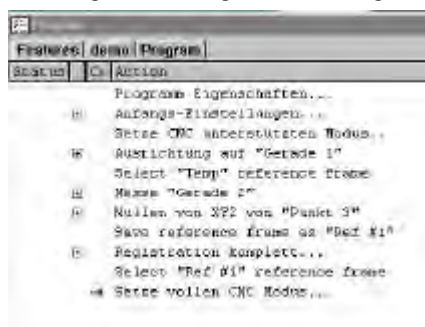 Features demo Program
Status Co Action
Programm Eigenschaften...
Anfangs-Einstellungen...
Setze CNC unterstützten Modus...
Ausrichtung auf "Gerade 1"
Select "Temp" reference frame
Messe "Gerade 2"
Nullen von XYZ von "Punkt 3"
Save reference frame as "Ref #1"
Registration komplett...
Select "Ref #1" reference frame
Setze vollen CNC Modus...